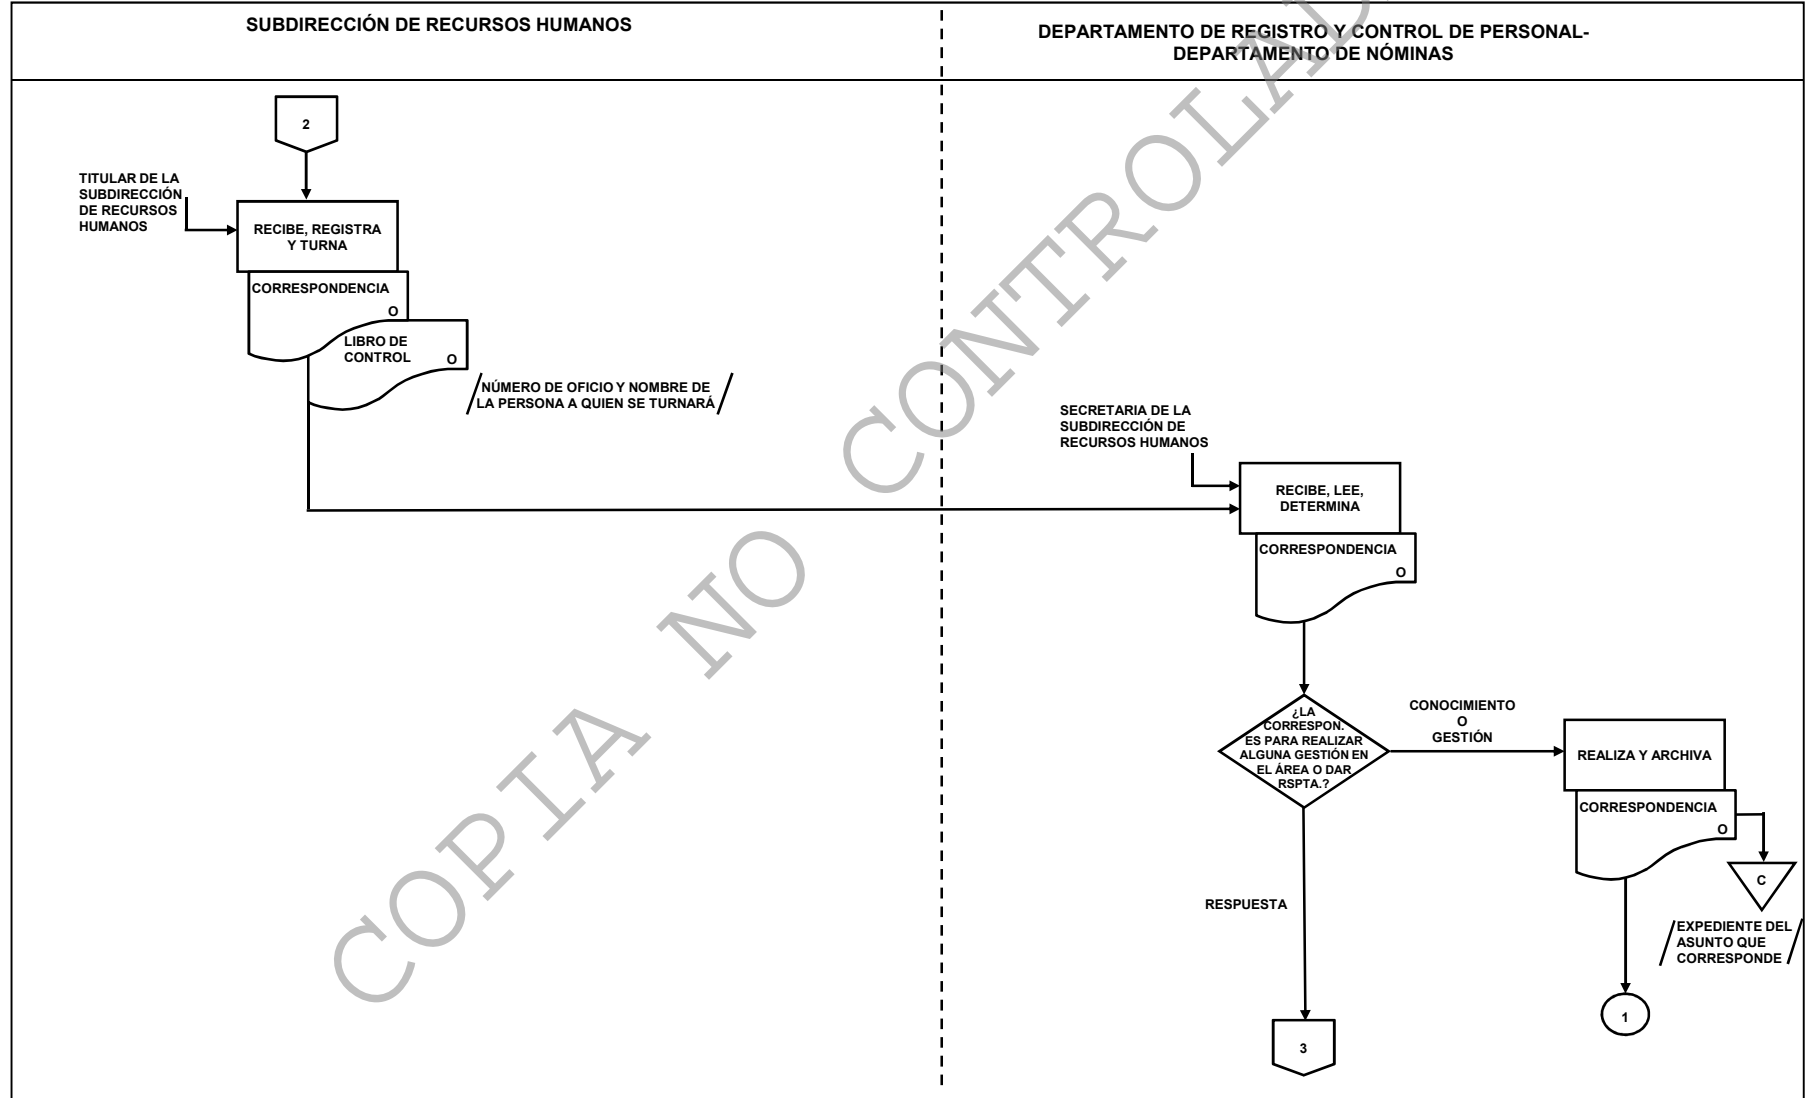 SUBDIRECCIÓN DE RECURSOS HUMANOS
DEPARTAMENTO DE REGISTRO Y CONTROL DE PERSONAL-
DEPARTAMENTO DE NÓMINAS
2
TITULAR DE LA
SUBDIRECCIÓN
DE RECURSOS
HUMANOS
RECIBE, REGISTRA
Y TURNA
CORRESPONDENCIA
O
LIBRO DE
CONTROL
O
NÚMERO DE OFICIO Y NOMBRE DE
LA PERSONA A QUIEN SE TURNARÁ
SECRETARIA DE LA
SUBDIRECCIÓN DE
RECURSOS HUMANOS
RECIBE, LEE,
DETERMINA
CORRESPONDENCIA
O
¿LA
CORRESPON.
ES PARA REALIZAR
ALGUNA GESTIÓN EN
EL ÁREA O DAR
RSPTA.?
CONOCIMIENTO
O
GESTIÓN
REALIZA Y ARCHIVA
CORRESPONDENCIA
O
C
EXPEDIENTE DEL
ASUNTO QUE
CORRESPONDE
RESPUESTA
1
3
COPIA NO CONTROLAD